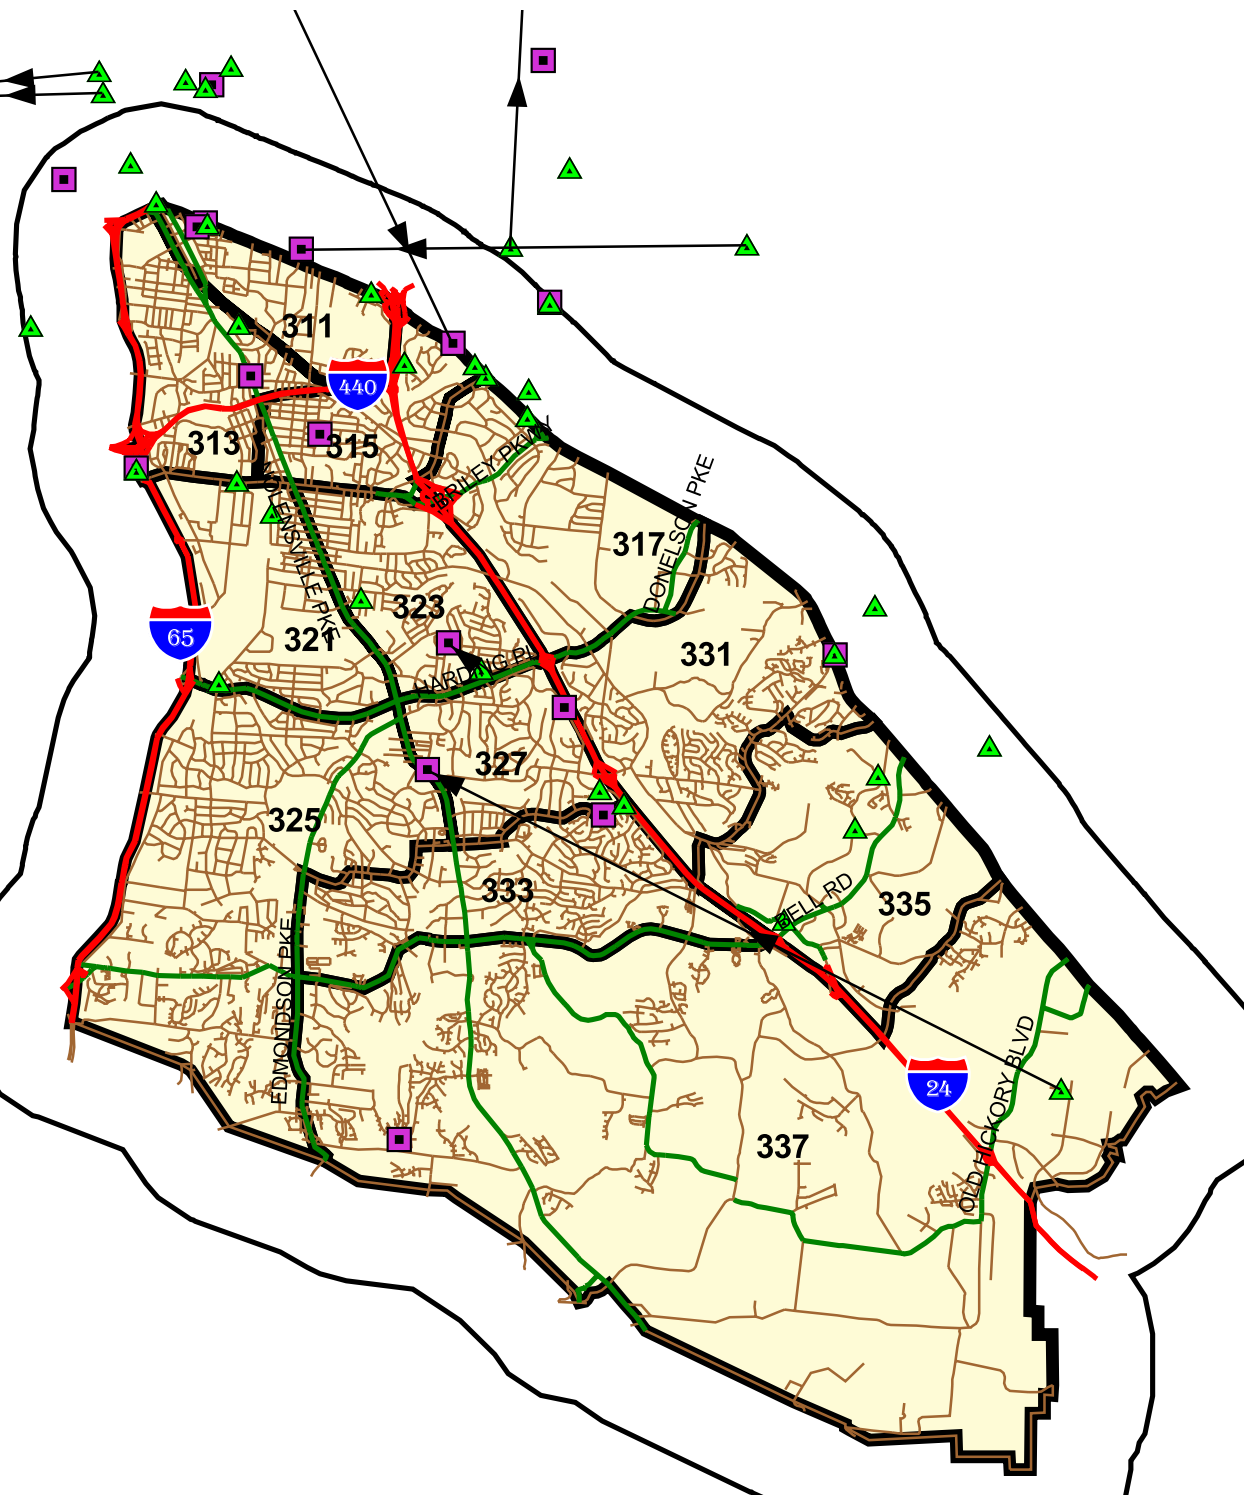 311
440
313
315
BRILEY PKWY
NOLENSVILLE PKE
317
DONELSON PKE
323
65
321
331
HARDING PL
327
325
333
BELL RD
335
EDMONDSON PKE
24
OLD HICKORY BLVD
337